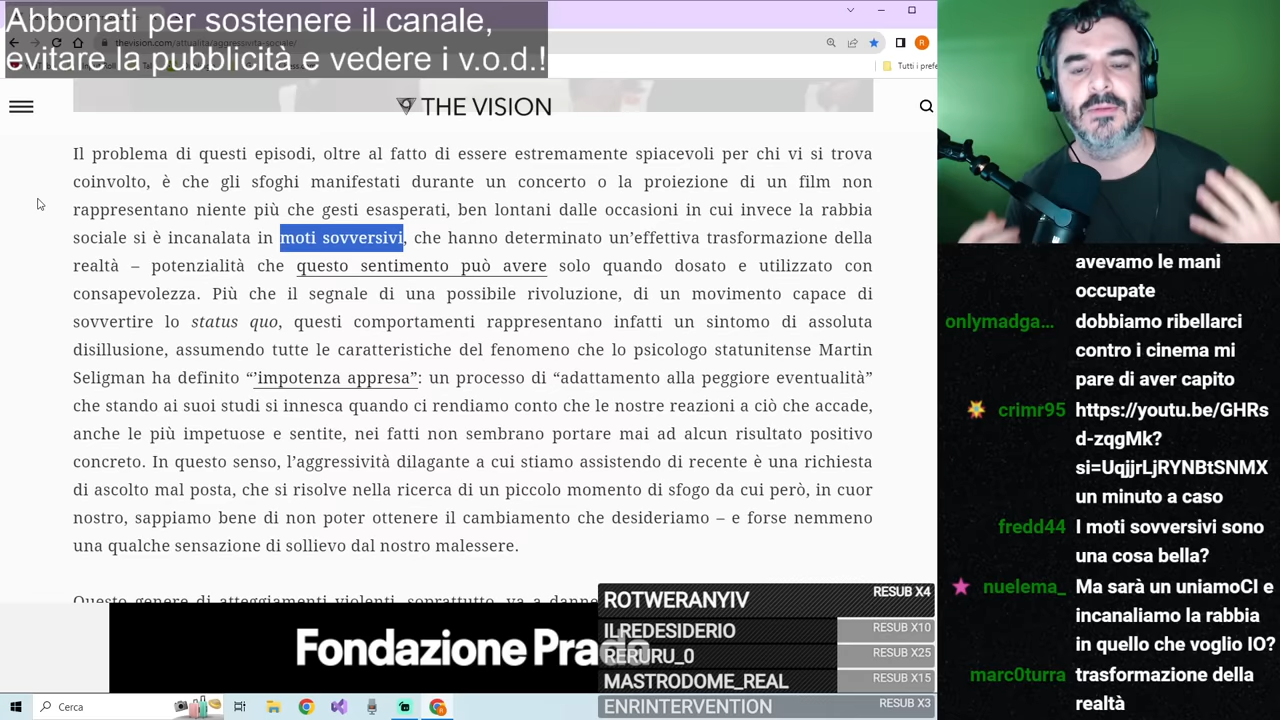 Abbonati per sostenere il canale,
evitare la pubblicità e vedere i v.o.d.!
thevision.com/attualita/aggressivita-sociale/
Tutti i prefe
THE VISION
Il problema di questi episodi, oltre al fatto di essere estremamente spiacevoli per chi vi si trova
coinvolto, è che gli sfoghi manifestati durante un concerto o la proiezione di un film non
rappresentano niente più che gesti esasperati, ben lontani dalle occasioni in cui invece la rabbia
sociale si è incanalata in moti sovversivi, che hanno determinato un’effettiva trasformazione della
realtà – potenzialità che questo sentimento può avere solo quando dosato e utilizzato con
consapevolezza. Più che il segnale di una possibile rivoluzione, di un movimento capace di
sovvertire lo status quo, questi comportamenti rappresentano infatti un sintomo di assoluta
disillusione, assumendo tutte le caratteristiche del fenomeno che lo psicologo statunitense Martin
Seligman ha definito “’impotenza appresa”: un processo di “adattamento alla peggiore eventualità”
che stando ai suoi studi si innesca quando ci rendiamo conto che le nostre reazioni a ciò che accade,
anche le più impetuose e sentite, nei fatti non sembrano portare mai ad alcun risultato positivo
concreto. In questo senso, l’aggressività dilagante a cui stiamo assistendo di recente è una richiesta
di ascolto mal posta, che si risolve nella ricerca di un piccolo momento di sfogo da cui però, in cuor
nostro, sappiamo bene di non poter ottenere il cambiamento che desideriamo – e forse nemmeno
una qualche sensazione di sollievo dal nostro malessere.
Questo genere di atteggiamenti violenti, soprattutto, va a danno
Fondazione Prada
ROTWERANYIV RESUB X4
ILREDESIDERIO RESUB X10
RERURU_0 RESUB X25
MASTRODOME_REAL RESUB X15
ENRINTERVENTION RESUB X3
Cerca
avevamo le mani
occupate
onlymadga... dobbiamo ribellarci
contro i cinema mi
pare di aver capito
crimr95 https://youtu.be/GHRs
d-zqgMk?
si=UqjjrLjRYNBtSNMX
un minuto a caso
fredd44 I moti sovversivi sono
una cosa bella?
nuelema_ Ma sarà un uniamoCI e
incanaliamo la rabbia
in quello che voglio IO?
marc0turra trasformazione della
realtà